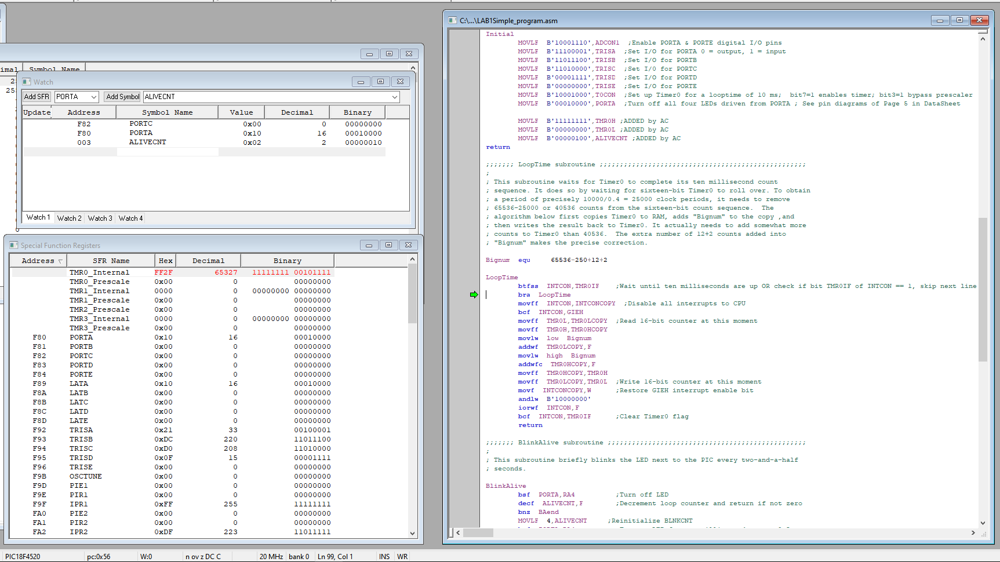 imal
Symbol Name
2
25
Watch
Add SFR PORTA Add Symbol ALIVECNT
Update Address Symbol Name Value Decimal Binary
F82 PORTC 0x00 0 00000000
F80 PORTA 0x10 16 00010000
003 ALIVECNT 0x02 2 00000010
Watch 1 Watch 2 Watch 3 Watch 4
Special Function Registers
Address SFR Name Hex Decimal Binary
TMR0_Internal FF2F 65327 11111111 00101111
TMR0_Prescale 0x00 0 00000000
TMR1_Internal 0000 0 00000000 00000000
TMR1_Prescale 0x00 0 00000000
TMR2_Prescale 0x00 0 00000000
TMR3_Internal 0000 0 00000000 00000000
TMR3_Prescale 0x00 0 00000000
F80 PORTA 0x10 16 00010000
F81 PORTB 0x00 0 00000000
F82 PORTC 0x00 0 00000000
F83 PORTD 0x00 0 00000000
F84 PORTE 0x00 0 00000000
F89 LATA 0x10 16 00010000
F8A LATB 0x00 0 00000000
F8B LATC 0x00 0 00000000
F8C LATD 0x00 0 00000000
F8D LATE 0x00 0 00000000
F92 TRISA 0x21 33 00100001
F93 TRISB 0xDC 220 11011100
F94 TRISC 0xD0 208 11010000
F95 TRISD 0x0F 15 00001111
F96 TRISE 0x00 0 00000000
F9B OSCTUNE 0x00 0 00000000
F9D PIE1 0x00 0 00000000
F9E PIR1 0x00 0 00000000
F9F IPR1 0xFF 255 11111111
FA0 PIE2 0x00 0 00000000
FA1 PIR2 0x00 0 00000000
FA2 IPR2 0xDF 223 11011111
C:\...\LAB1Simple_program.asm
Initial
MOVLF B'10001110',ADCON1 ;Enable PORTA & PORTE digital I/O pins
MOVLF B'11100001',TRISA ;Set I/O for PORTA 0 = output, 1 = input
MOVLF B'11011100',TRISB ;Set I/O for PORTB
MOVLF B'11010000',TRISC ;Set I/0 for PORTC
MOVLF B'00001111',TRISD ;Set I/O for PORTD
MOVLF B'00000000',TRISE ;Set I/O for PORTE
MOVLF B'10001000',T0CON ;Set up Timer0 for a looptime of 10 ms; bit7=1 enables timer; bit3=1 bypass prescaler
MOVLF B'00010000',PORTA ;Turn off all four LEDs driven from PORTA ; See pin diagrams of Page 5 in DataSheet
MOVLF B'11111111',TMR0H ;ADDED by AC
MOVLF B'00000000',TMR0L ;ADDED by AC
MOVLF B'00000100',ALIVECNT ;ADDED by AC
return
;;;;;;; LoopTime subroutine ;;;;;;;;;;;;;;;;;;;;;;;;;;;;;;;;;;;;;;;;;;;;;;;;;;;
;
; This subroutine waits for Timer0 to complete its ten millisecond count
; sequence. It does so by waiting for sixteen-bit Timer0 to roll over. To obtain
; a period of precisely 10000/0.4 = 25000 clock periods, it needs to remove
; 65536-25000 or 40536 counts from the sixteen-bit count sequence. The
; algorithm below first copies Timer0 to RAM, adds "Bignum" to the copy ,and
; then writes the result back to Timer0. It actually needs to add somewhat more
; counts to Timer0 than 40536. The extra number of 12+2 counts added into
; "Bignum" makes the precise correction.
Bignum equ 65536-250+12+2
LoopTime
btfss INTCON,TMR0IF ;Wait until ten milliseconds are up OR check if bit TMR0IF of INTCON == 1, skip next line
bra LoopTime
movff INTCON,INTCONCOPY ;Disable all interrupts to CPU
bcf INTCON,GIEH
movff TMR0L,TMR0LCOPY ;Read 16-bit counter at this moment
movff TMR0H,TMR0HCOPY
movlw low Bignum
addwf TMR0LCOPY,F
movlw high Bignum
addwfc TMR0HCOPY,F
movff TMR0HCOPY,TMR0H
movff TMR0LCOPY,TMR0L ;Write 16-bit counter at this moment
movf INTCONCOPY,W ;Restore GIEH interrupt enable bit
andlw B'10000000'
iorwf INTCON,F
bcf INTCON,TMR0IF ;Clear Timer0 flag
return
;;;;;;; BlinkAlive subroutine ;;;;;;;;;;;;;;;;;;;;;;;;;;;;;;;;;;;;;;;;;;;;;;;;;
;
; This subroutine briefly blinks the LED next to the PIC every two-and-a-half
; seconds.
BlinkAlive
bsf PORTA,RA4 ;Turn off LED
decf ALIVECNT,F ;Decrement loop counter and return if not zero
bnz BAend
MOVLF 4,ALIVECNT ;Reinitialize BLNKCNT
PIC18F4520 pc:0x56 W:0 n ov z DC C 20 MHz bank 0 Ln 99, Col 1 INS WR